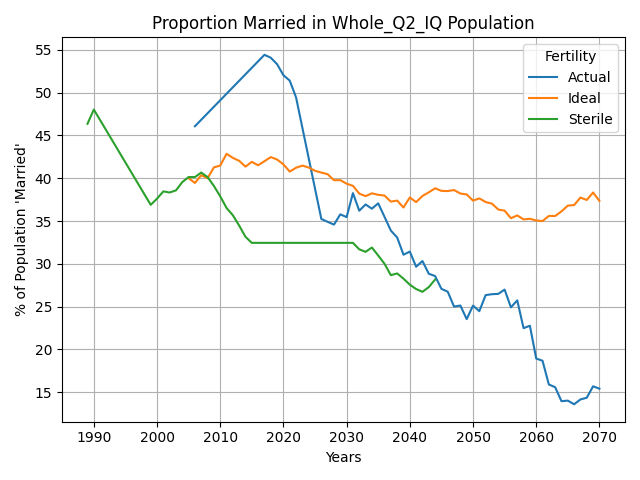 Proportion Married in Whole_Q2_IQ Population
% of Population 'Married'
55
50
45
40
35
30
25
20
15
Fertility
Actual
Ideal
Sterile
1990 2000 2010 2020 2030 2040 2050 2060 2070
Years